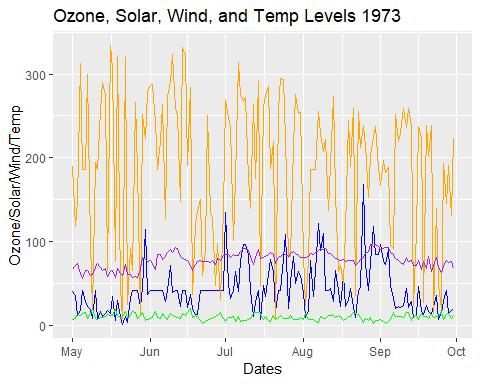 Ozone, Solar, Wind, and Temp Levels 1973
Ozone/Solar/Wind/Temp
300
200
100
0
May Jun Jul Aug Sep Oct
Dates